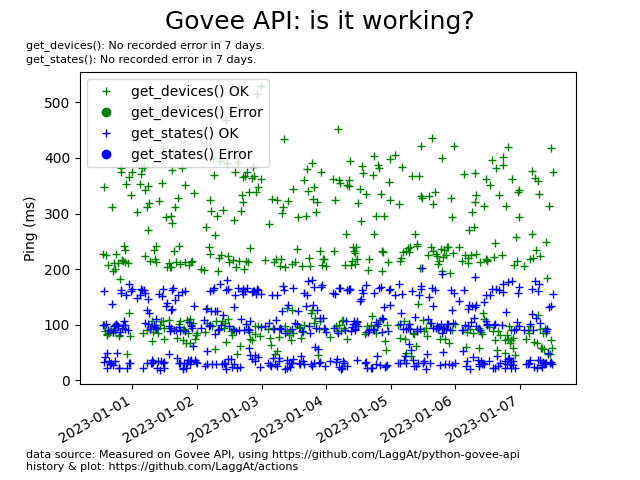 Govee API: is it working?
get_devices(): No recorded error in 7 days.
get_states(): No recorded error in 7 days.
get_devices() OK
get_devices() Error
get_states() OK
get_states() Error
Ping (ms)
500
400
300
200
100
0
2023-01-01
2023-01-02
2023-01-03
2023-01-04
2023-01-05
2023-01-06
2023-01-07
data source: Measured on Govee API, using https://github.com/LaggAt/python-govee-api
history & plot: https://github.com/LaggAt/actions